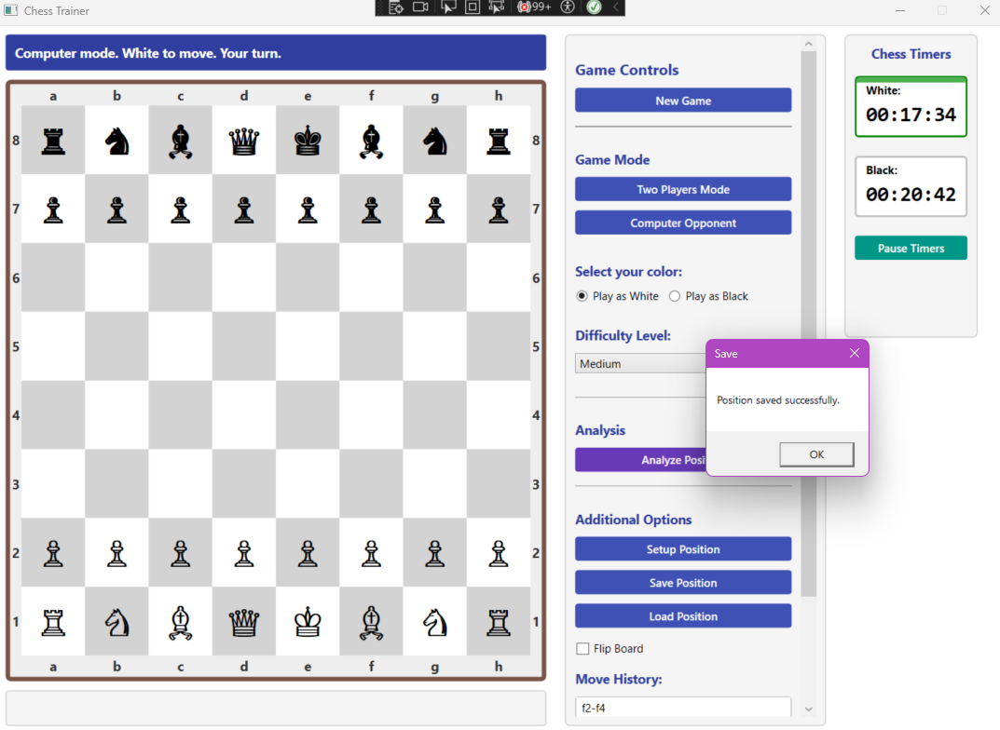 Chess Trainer
99+
Computer mode. White to move. Your turn.
a b c d e f g h
8 8
7 7
6 6
5 5
4 4
3 3
2 2
1 1
a b c d e f g h
Game Controls
New Game
Game Mode
Two Players Mode
Computer Opponent
Select your color:
Play as White Play as Black
Difficulty Level:
Medium
Analysis
Analyze Posi
Additional Options
Setup Position
Save Position
Load Position
Flip Board
Move History:
f2-f4
Chess Timers
White:
00:17:34
Black:
00:20:42
Pause Timers
Save
Position saved successfully.
OK